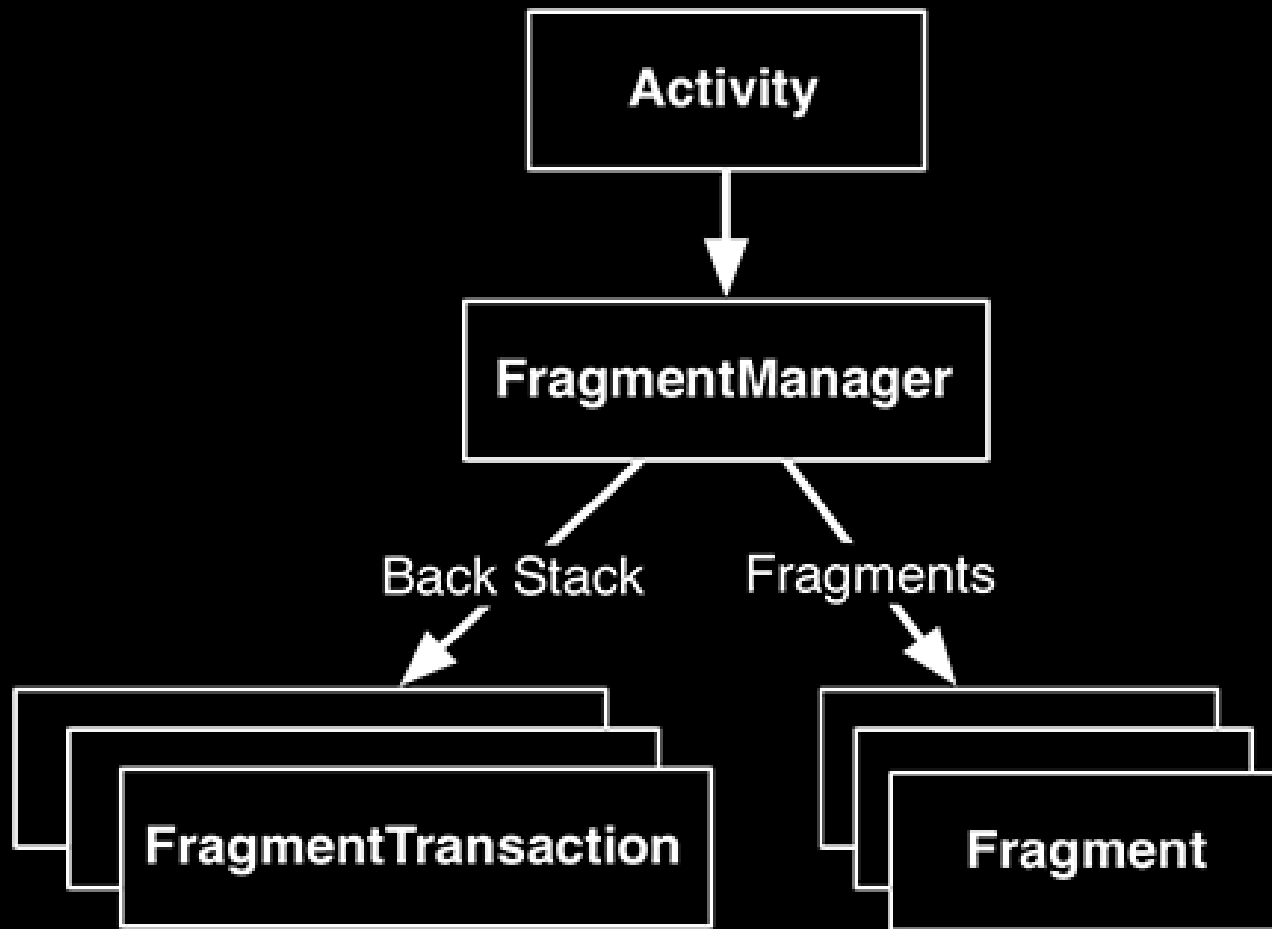 Activity
FragmentManager
Back Stack
Fragments
FragmentTransaction
Fragment